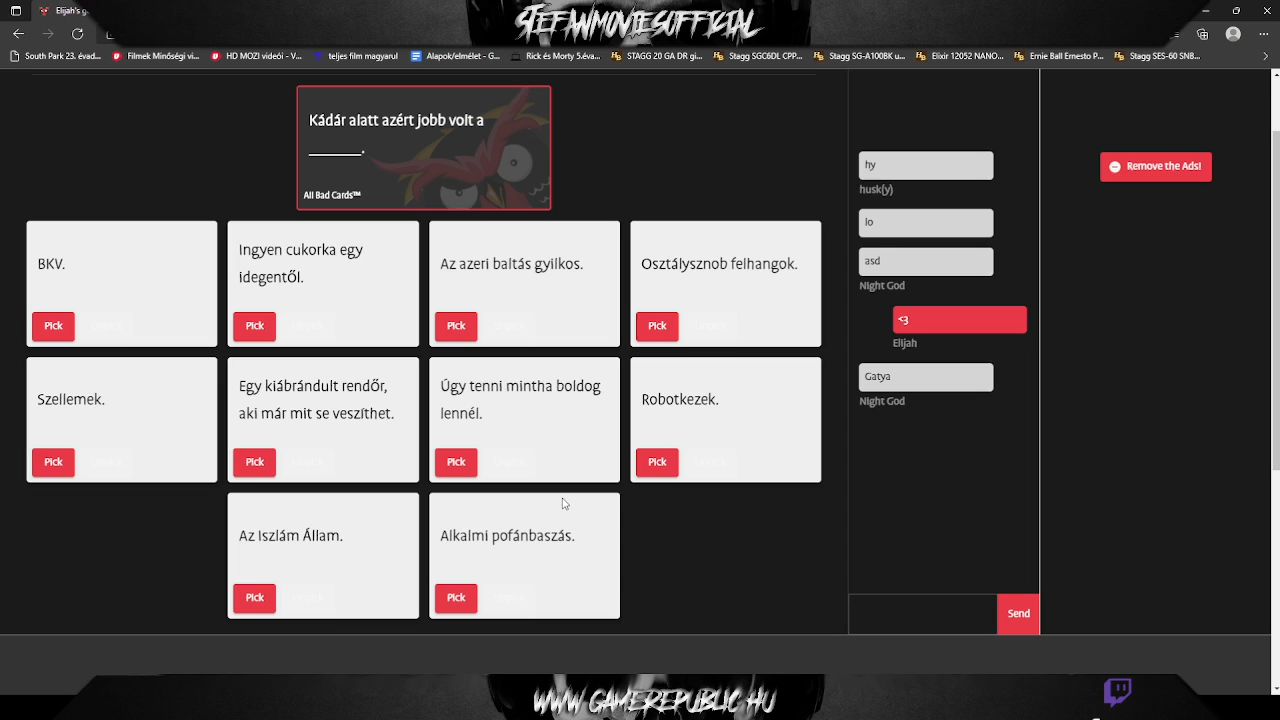 STEFANMOVIESOFFICIAL
Elijah's g
South Park 23. évad...
Filmek Minőségi vi...
HD MOZI videói - V...
teljes film magyarul
Alapok/elmélet - G...
Rick és Morty 5.éva...
STAGG 20 GA DR gi...
Stagg SGC6DL CPP...
Stagg SG-A100BK u...
Elixir 12052 NANO...
Ernie Ball Ernesto P...
Stagg SES-60 SNB...
Kádár alatt azért jobb volt a
_______.
All Bad Cards™
BKV.
Pick
Ingyen cukorka egy
idegentől.
Pick
Az azeri baltás gyilkos.
Pick
Osztálysznob felhangok.
Pick
Szellemek.
Pick
Egy kiábrándult rendőr,
aki már mit se veszíthet.
Pick
Úgy tenni mintha boldog
lennél.
Pick
Robotkezek.
Pick
Az Iszlám Állam.
Pick
Alkalmi pofánbaszás.
Pick
hy
husk(y)
lo
asd
Night God
<3
Elijah
Gatya
Night God
Send
Remove the Ads!
WWW.GAMEREPUBLIC.HU